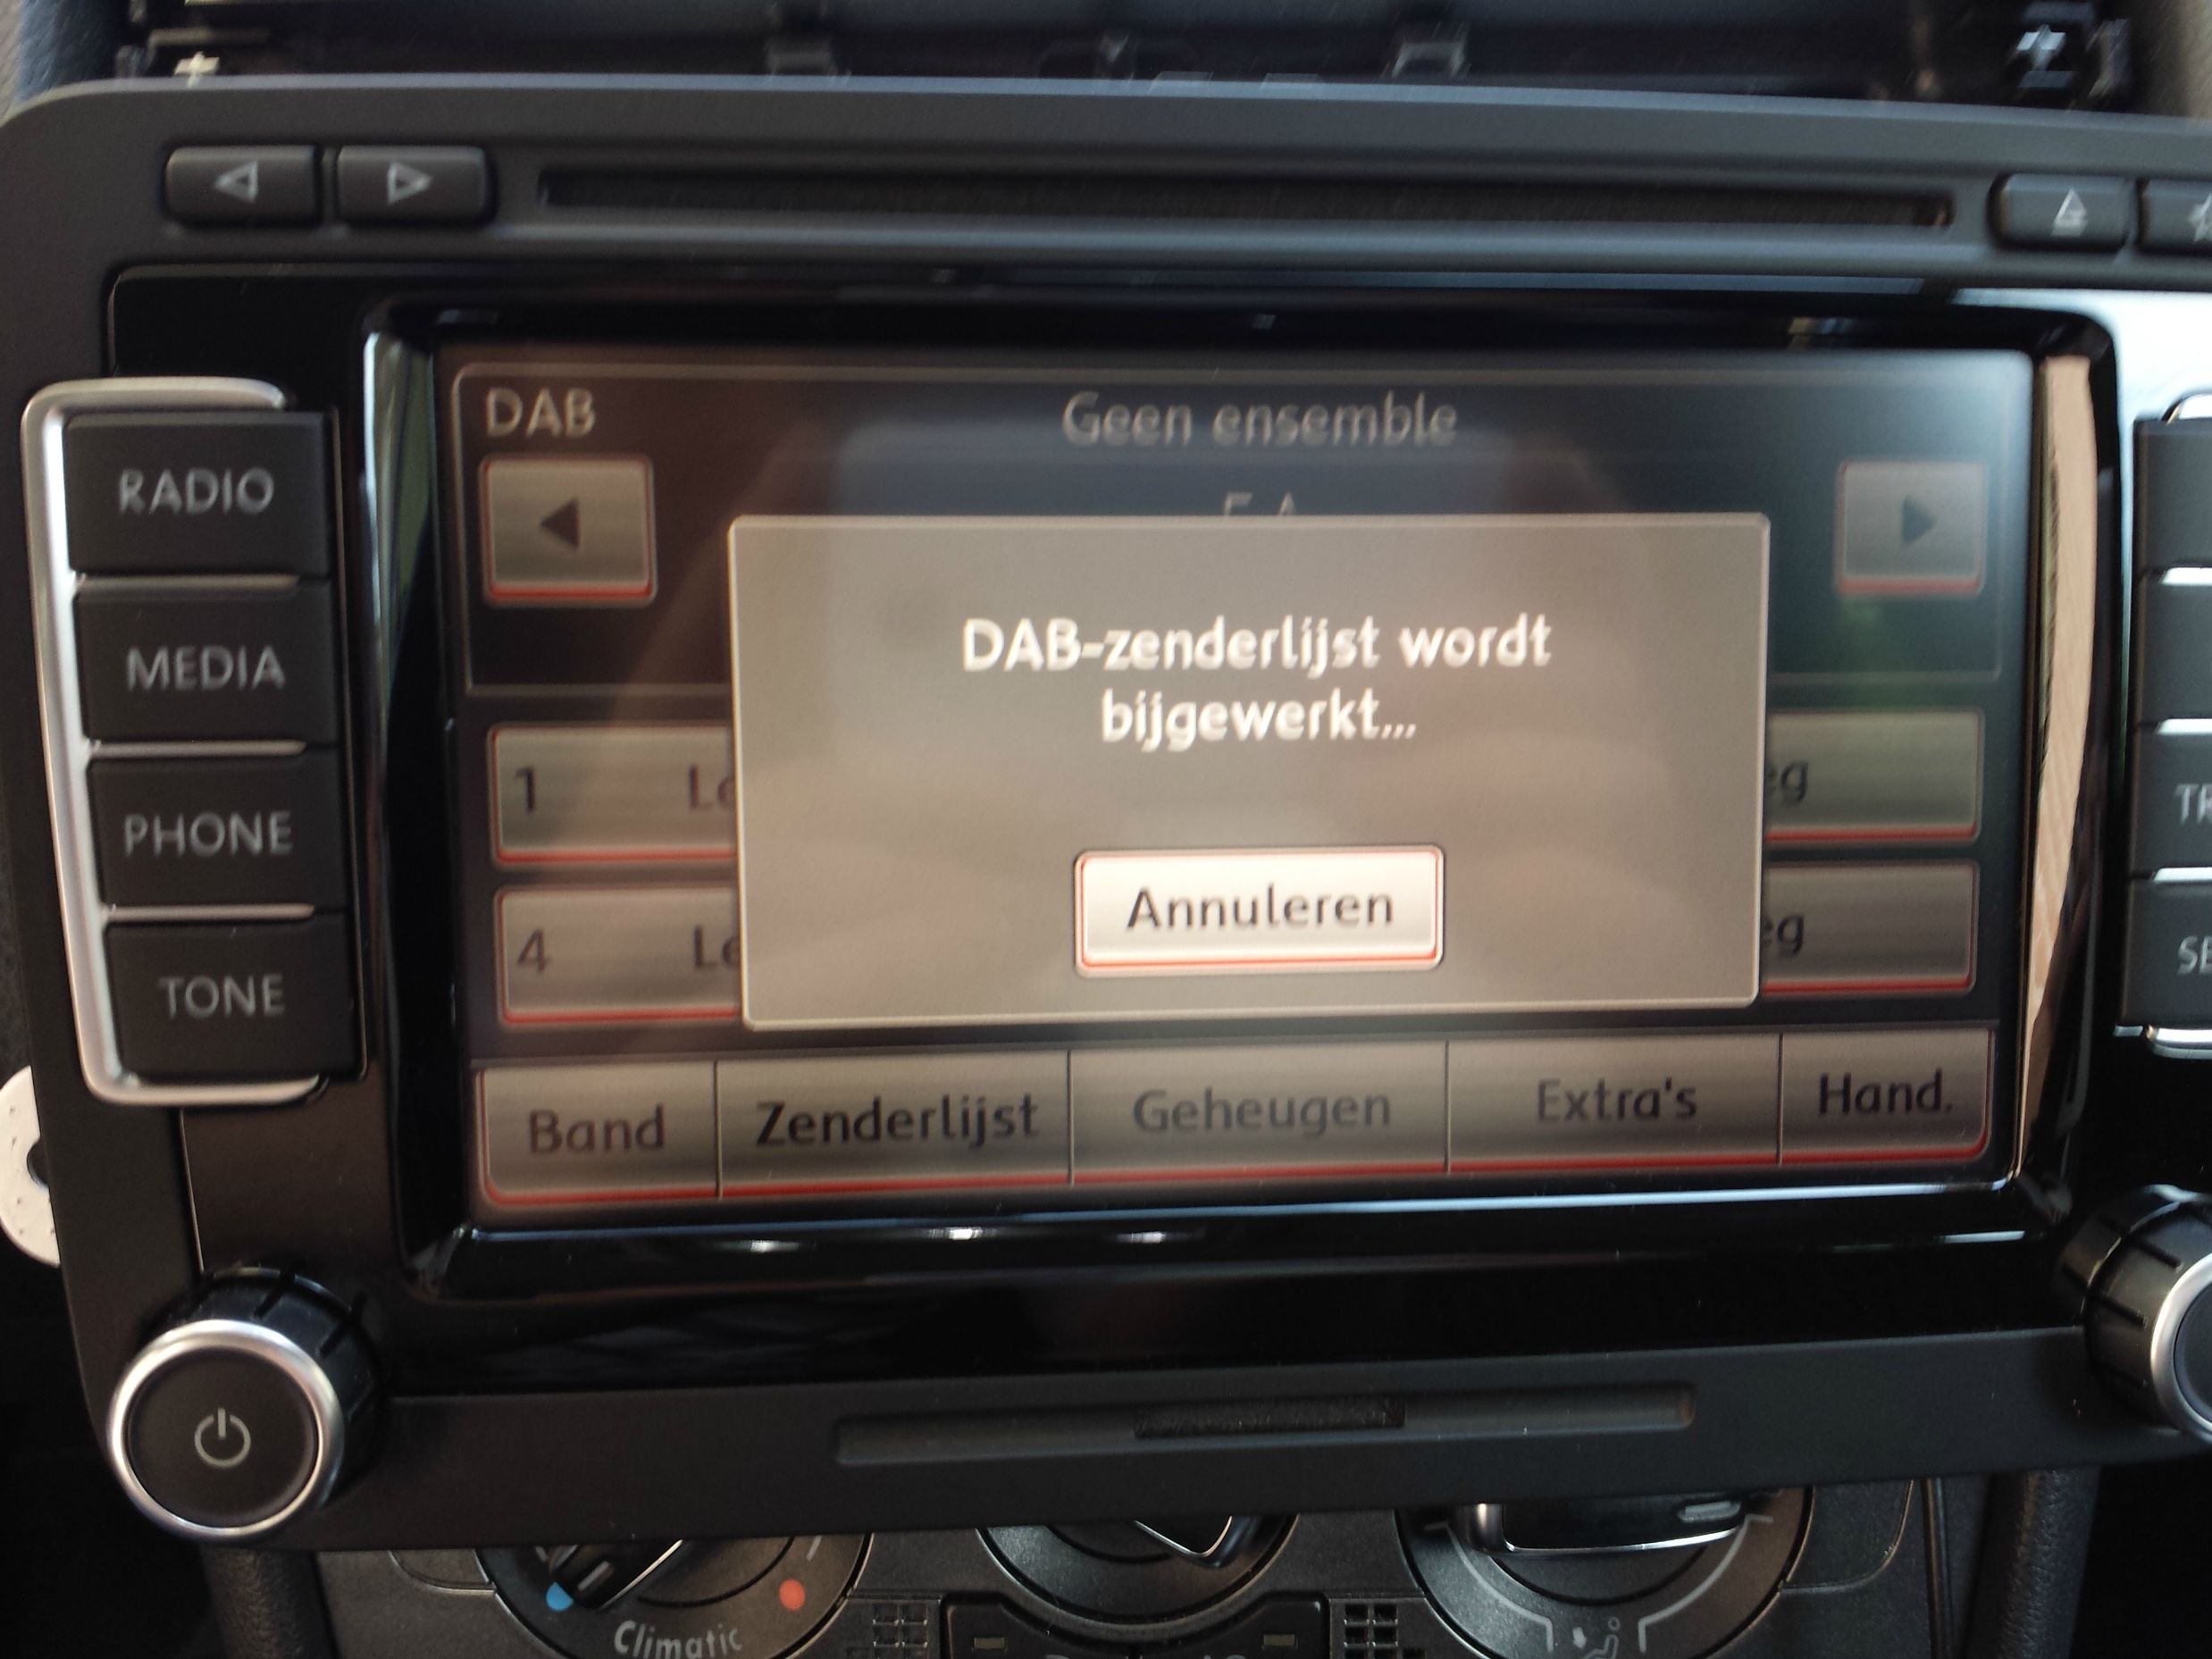 RADIO
MEDIA
PHONE
TONE
DAB
Geen ensemble
DAB-zenderlijst wordt
bijgewerkt...
Annuleren
1
4
Band
Zenderlijst
Geheugen
Extra's
Hand.
Climatic